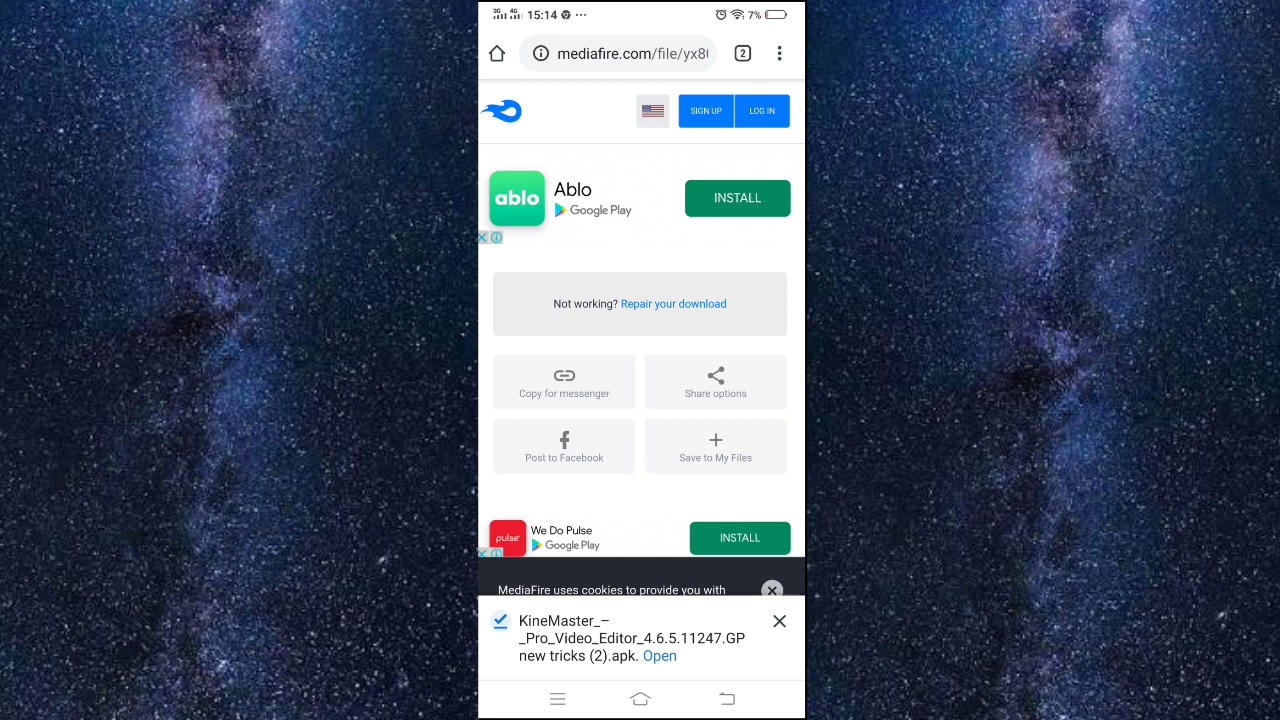 3G 4G 15:14 ... 7%
mediafire.com/file/yx8
2
SIGN UP LOG IN
ablo
Ablo
Google Play
INSTALL
Not working? Repair your download
Copy for messenger
Share options
Post to Facebook
Save to My Files
pulse
We Do Pulse
Google Play
INSTALL
MediaFire uses cookies to provide you with
KineMaster_–
_Pro_Video_Editor_4.6.5.11247.GP
new tricks (2).apk. Open